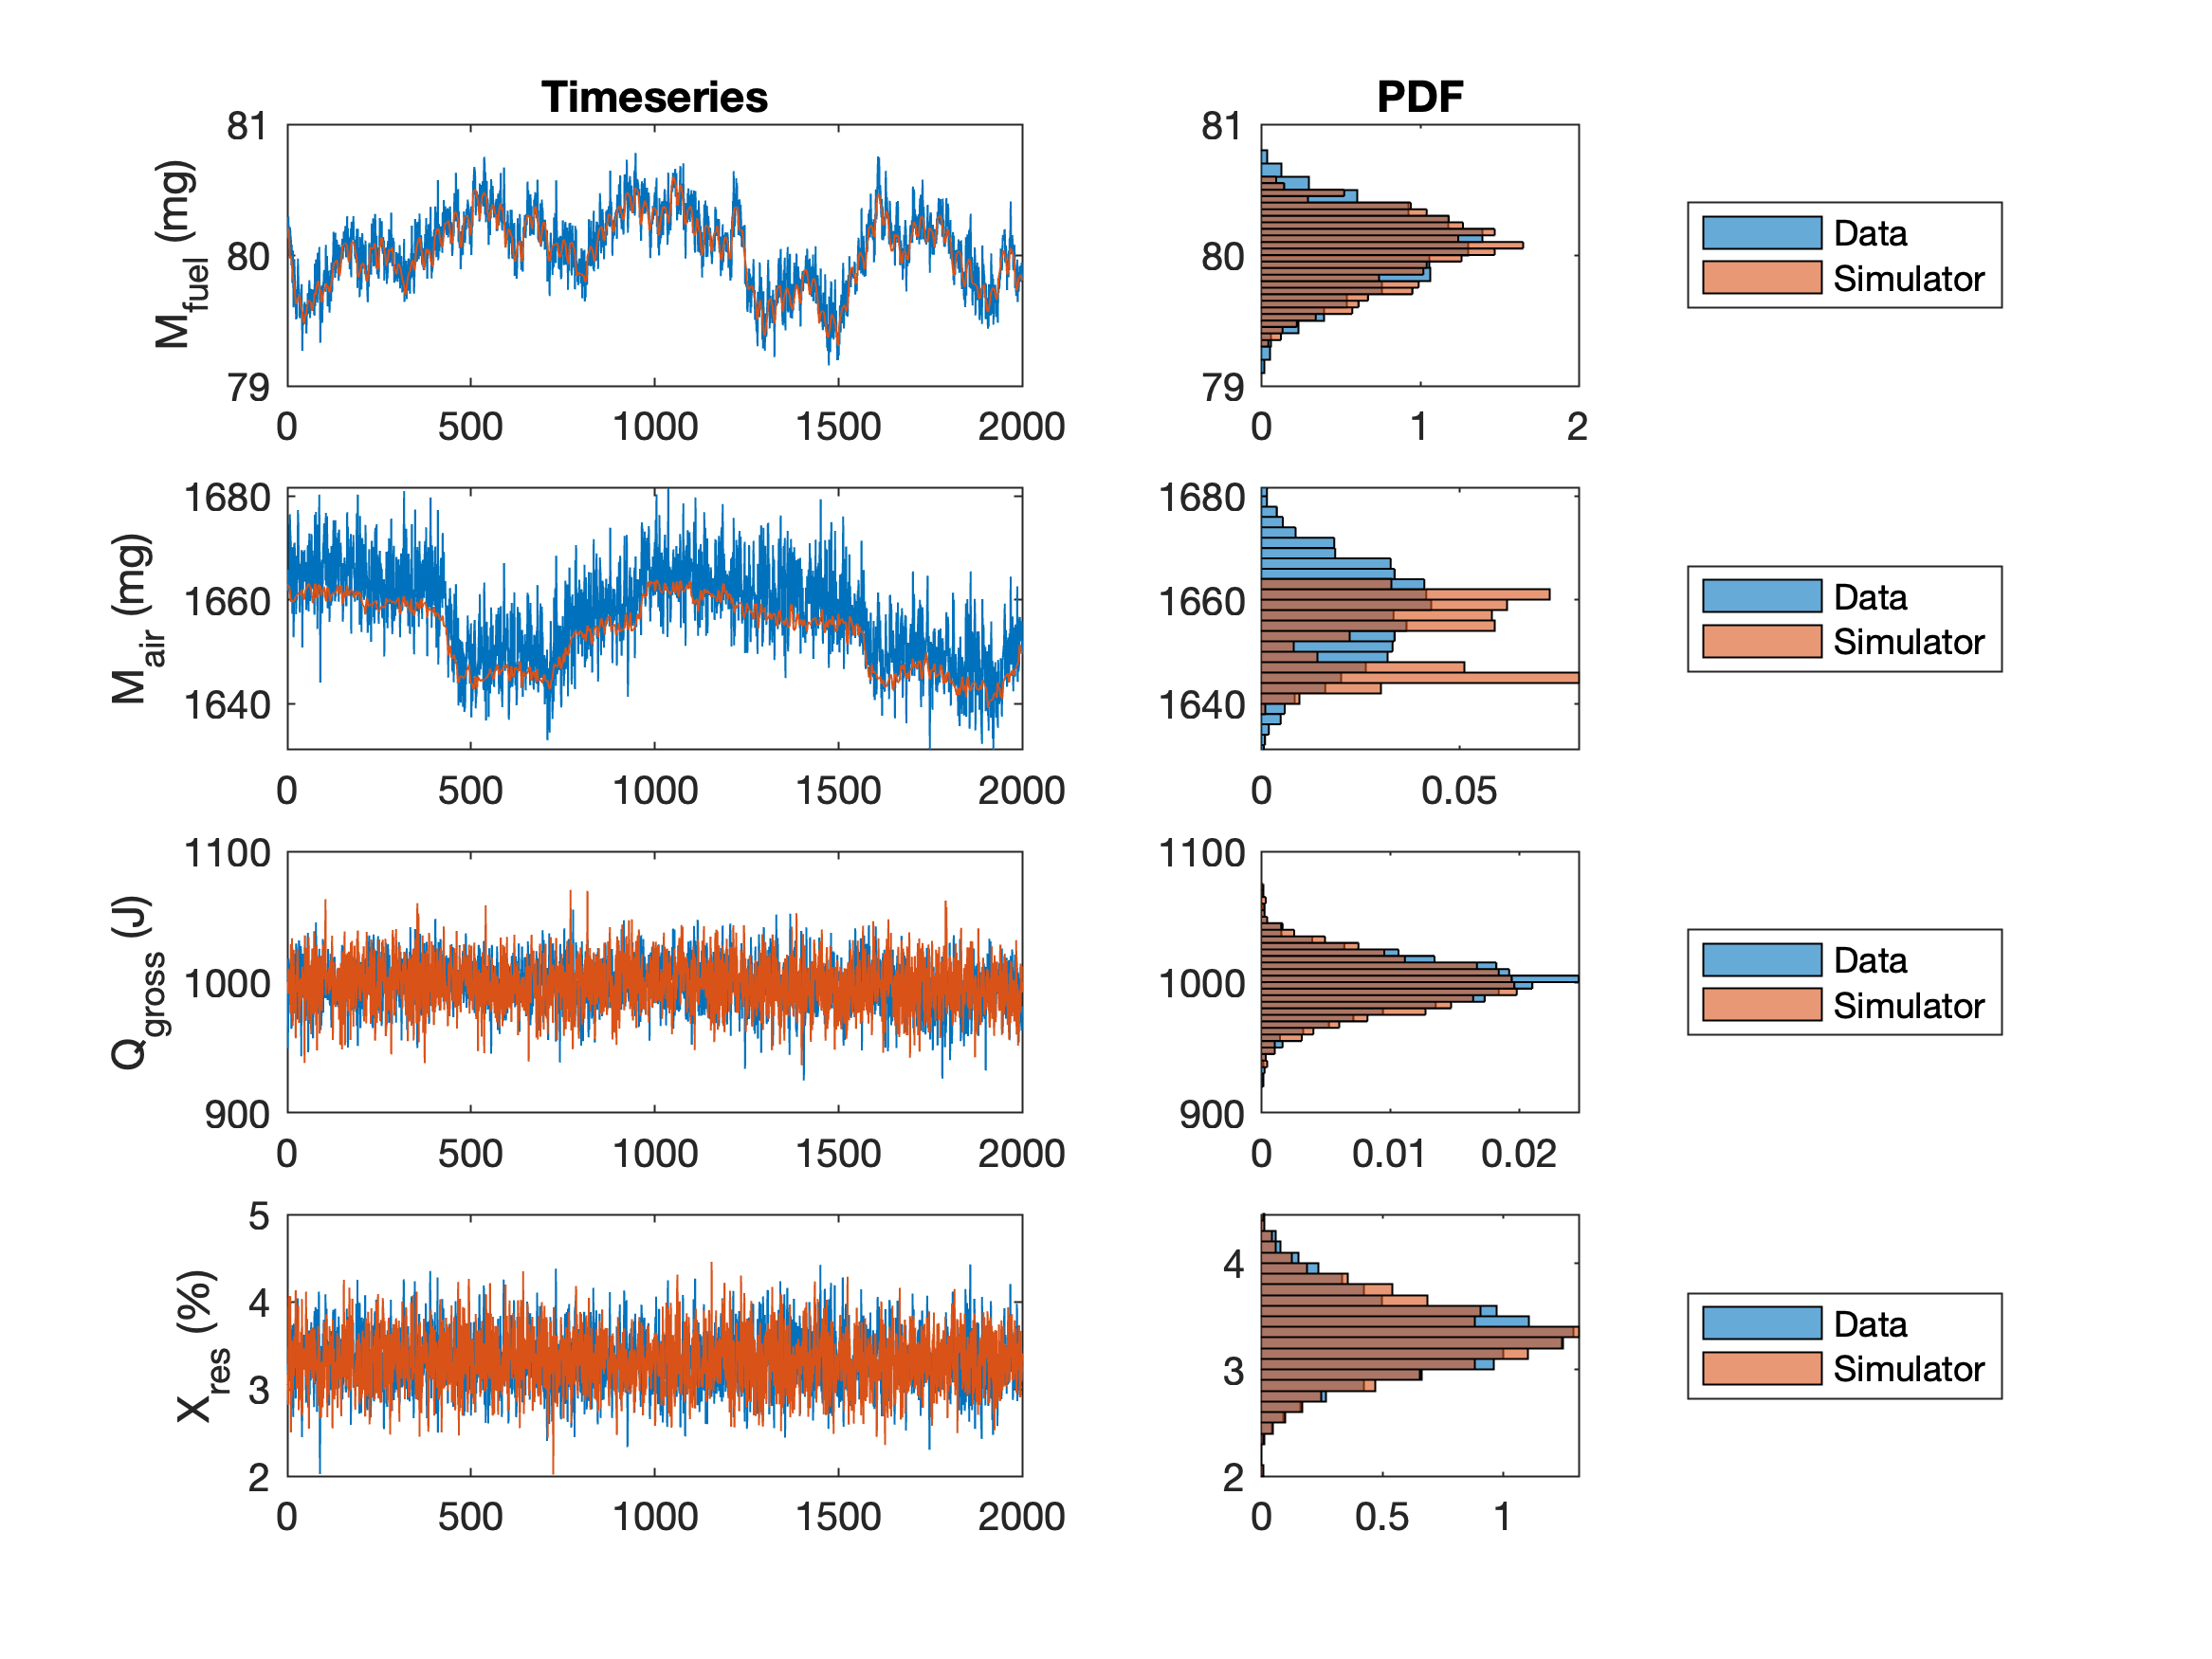 Timeseries
PDF
81
80
79
M_fuel (mg)
0 500 1000 1500 2000
81
80
79
0 1 2
Data
Simulator
1680
1660
1640
M_air (mg)
0 500 1000 1500 2000
1680
1660
1640
0 0.05
Data
Simulator
1100
1000
900
Q_gross (J)
0 500 1000 1500 2000
1100
1000
900
0 0.01 0.02
Data
Simulator
5
4
3
2
X_res (%)
0 500 1000 1500 2000
4
3
2
0 0.5 1
Data
Simulator